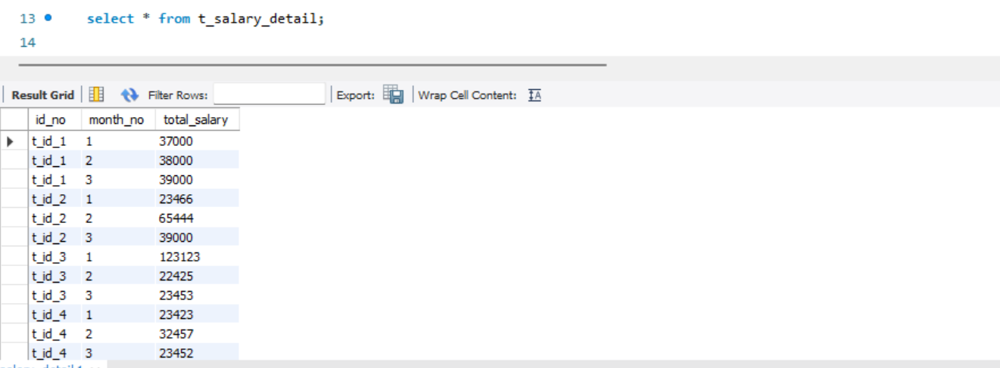 13 select * from t_salary_detail;
14
Result Grid Filter Rows: Export: Wrap Cell Content: IA
id_no month_no total_salary
t_id_1 1 37000
t_id_1 2 38000
t_id_1 3 39000
t_id_2 1 23466
t_id_2 2 65444
t_id_2 3 39000
t_id_3 1 123123
t_id_3 2 22425
t_id_3 3 23453
t_id_4 1 23423
t_id_4 2 32457
t_id_4 3 23452